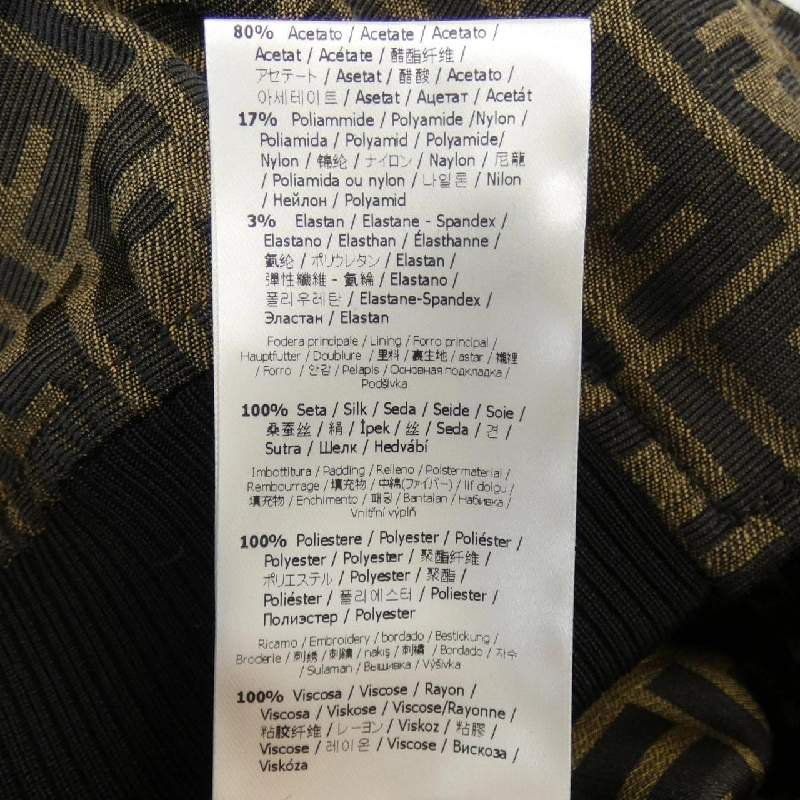 80% Acetato / Acetate / Acetato /
Acetat / Acétate / 醋酯纤维 /
アセテート / Asetat / 醋酸 / Acetato /
아세테이트 / Asetat / Ацетат / Acetát
17% Poliammide / Polyamide /Nylon /
Poliamida / Polyamid / Polyamide/
Nylon / 锦纶 / ナイロン / Naylon / 尼龍
/ Poliamida ou nylon / 나일론 / Nilon
/ Нейлон / Polyamid
3% Elastan / Elastane - Spandex /
Elastano / Elasthan / Élasthanne /
氨纶 / ポリウレタン / Elastan /
彈性纖維 - 氨綸 / Elastano /
폴리우레탄 / Elastane-Spandex /
Эластан / Elastan
Fodera principale / Lining / Forro principal /
Hauptfutter / Doublure / 里料 / 裏生地 / astar / 襯裡
/ Forro / 안감 / Pelapis / Основная подкладка /
Podšívka
100% Seta / Silk / Seda / Seide / Soie /
桑蚕丝 / 絹 / İpek / 丝 / Seda / 견 /
Sutra / Шелк / Hedvábí
Imbottitura / Padding / Relleno / Polstermaterial /
Rembourrage / 填充物 / 中綿(ファイバー) / lif dolgu /
填充物 / Enchimento / 패딩 / Bantalan / Набивка /
Vnitřní výplň
100% Poliestere / Polyester / Poliéster /
Polyester / Polyester / 聚酯纤维 /
ポリエステル / Polyester / 聚酯 /
Poliéster / 폴리에스터 / Poliester /
Полиэстер / Polyester
Ricamo / Embroidery / bordado / Bestickung /
Broderie / 刺绣 / 刺繍 / nakış / 刺繡 / Bordado / 자수
/ Sulaman / Вышивка / Výšivka
100% Viscosa / Viscose / Rayon /
Viscosa / Viskose / Viscose/Rayonne /
粘胶纤维 / レーヨン / Viskoz / 粘膠 /
Viscose / 레이온 / Viscose / Вискоза /
Viskóza